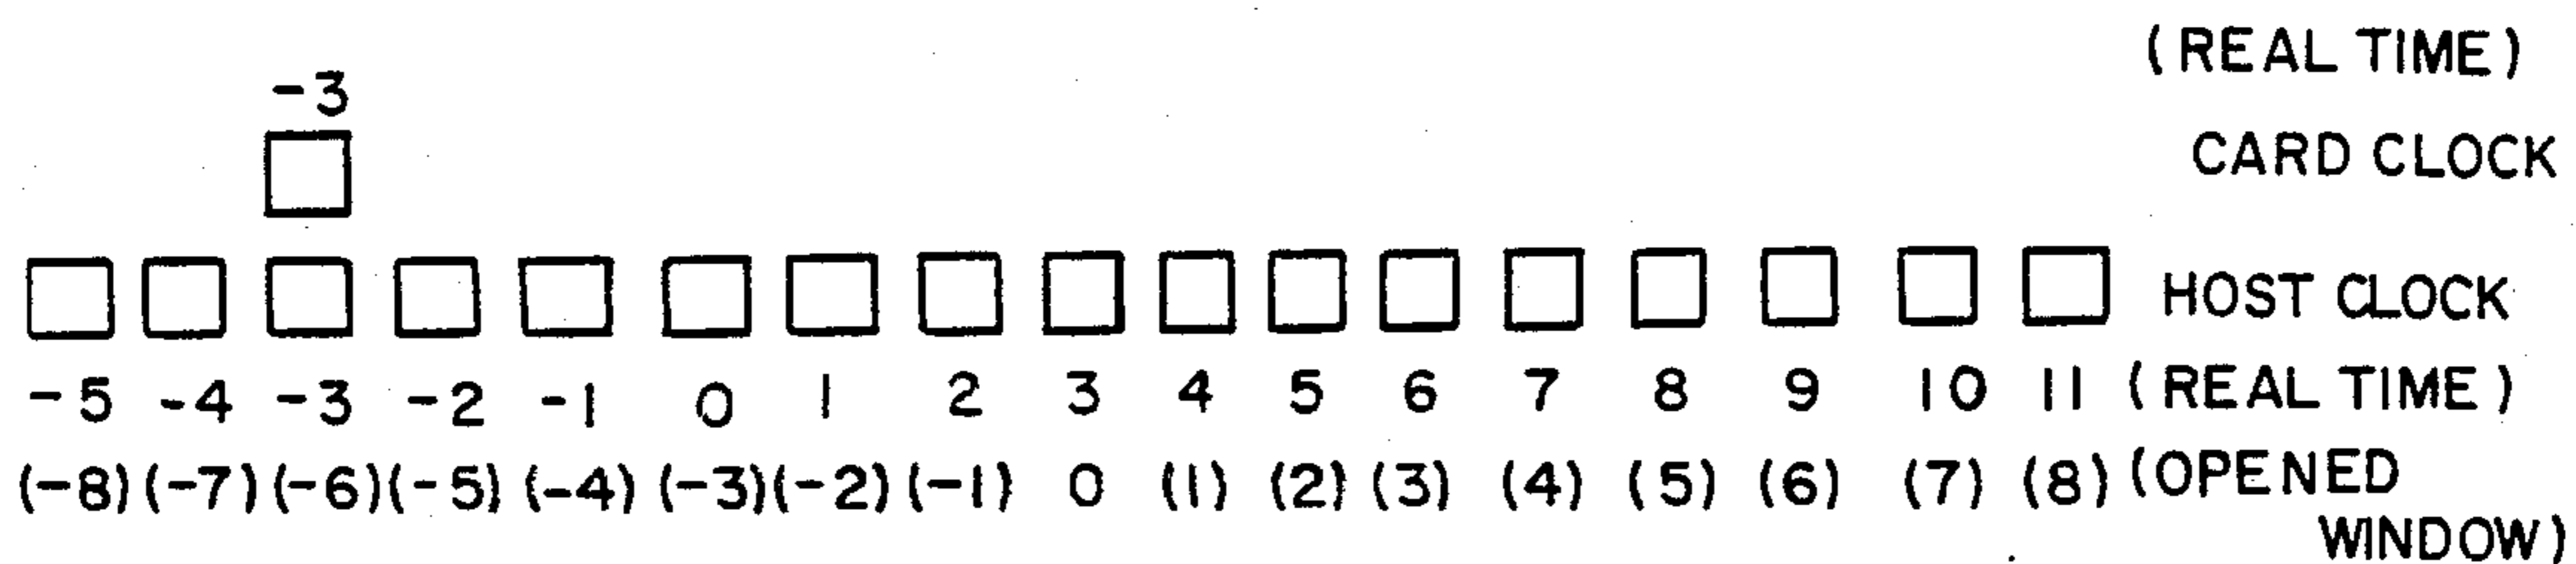 (REAL TIME)
-3
CARD CLOCK
HOST CLOCK
-5 -4 -3 -2 -1 0 1 2 3 4 5 6 7 8 9 10 11 (REAL TIME)
(-8) (-7) (-6) (-5) (-4) (-3) (-2) (-1) 0 (1) (2) (3) (4) (5) (6) (7) (8) (OPENED
WINDOW)